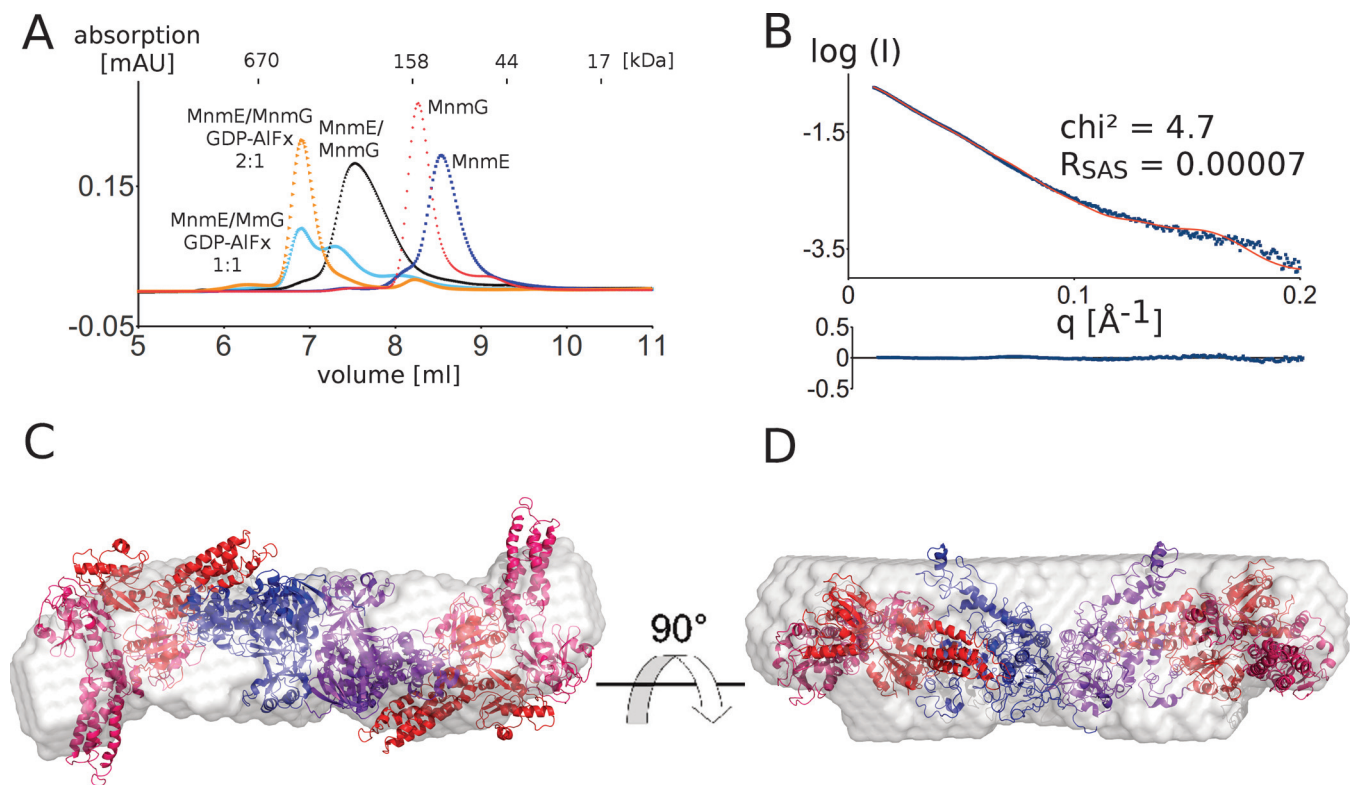 A
absorption
[mAU]
670
158
44
17
[kDa]
MnmE/MnmG
GDP-AlFx
2:1
MnmE/
MnmG
MnmG
MnmE
0.15
MnmE/MmG
GDP-AlFx
1:1
-0.05
5
6
7
8
9
10
11
volume [ml]
B
log (I)
-1.5
chi² = 4.7
RSAS = 0.00007
-3.5
0
0.1
0.2
q [Å-1]
0.5
0
-0.5
C
90°
D